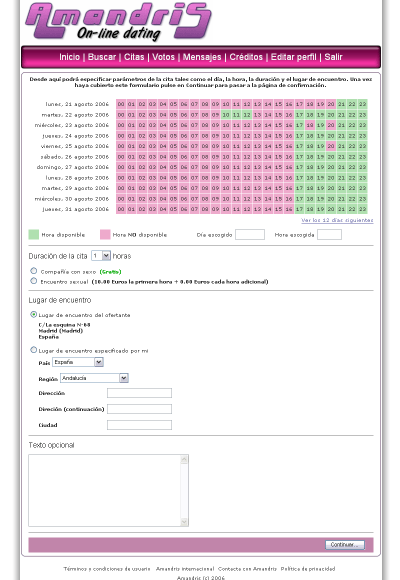 AmandriS
On-line dating
Inicio | Buscar | Citas | Votos | Mensajes | Créditos | Editar perfil | Salir
Desde aquí podrá especificar parámetros de la cita tales como el día, la hora, la duración y el lugar de encuentro. Una vez
haya cubierto este formulario pulse en Continuar para pasar a la página de confirmación.
lunes, 21 agosto 2006 00 01 02 03 04 05 06 07 08 09 10 11 12 13 14 15 16 17 18 19 20 21 22 23
martes, 22 agosto 2006 00 01 02 03 04 05 06 07 08 09 10 11 12 13 14 15 16 17 18 19 20 21 22 23
miércoles, 23 agosto 2006 00 01 02 03 04 05 06 07 08 09 10 11 12 13 14 15 16 17 18 19 20 21 22 23
jueves, 24 agosto 2006 00 01 02 03 04 05 06 07 08 09 10 11 12 13 14 15 16 17 18 19 20 21 22 23
viernes, 25 agosto 2006 00 01 02 03 04 05 06 07 08 09 10 11 12 13 14 15 16 17 18 19 20 21 22 23
sábado, 26 agosto 2006 00 01 02 03 04 05 06 07 08 09 10 11 12 13 14 15 16 17 18 19 20 21 22 23
domingo, 27 agosto 2006 00 01 02 03 04 05 06 07 08 09 10 11 12 13 14 15 16 17 18 19 20 21 22 23
lunes, 28 agosto 2006 00 01 02 03 04 05 06 07 08 09 10 11 12 13 14 15 16 17 18 19 20 21 22 23
martes, 29 agosto 2006 00 01 02 03 04 05 06 07 08 09 10 11 12 13 14 15 16 17 18 19 20 21 22 23
miércoles, 30 agosto 2006 00 01 02 03 04 05 06 07 08 09 10 11 12 13 14 15 16 17 18 19 20 21 22 23
jueves, 31 agosto 2006 00 01 02 03 04 05 06 07 08 09 10 11 12 13 14 15 16 17 18 19 20 21 22 23
Ver los 12 días siguientes
Hora disponible Hora NO disponible Día escogido Hora escogida
Duración de la cita 1 horas
Compañía con sexo (Gratis)
Encuentro sexual (10.00 Euros la primera hora + 0.00 Euros cada hora adicional)
Lugar de encuentro
Lugar de encuentro del ofertante
C/La esquina Nº68
Madrid (Madrid)
España
Lugar de encuentro especificado por mi
País España
Región Andalucía
Dirección
Direción (continuación)
Ciudad
Texto opcional
Continuar...
Términos y condiciones de usuario Amandris internacional Contacta con Amandris Política de privacidad
Amandris (c) 2006